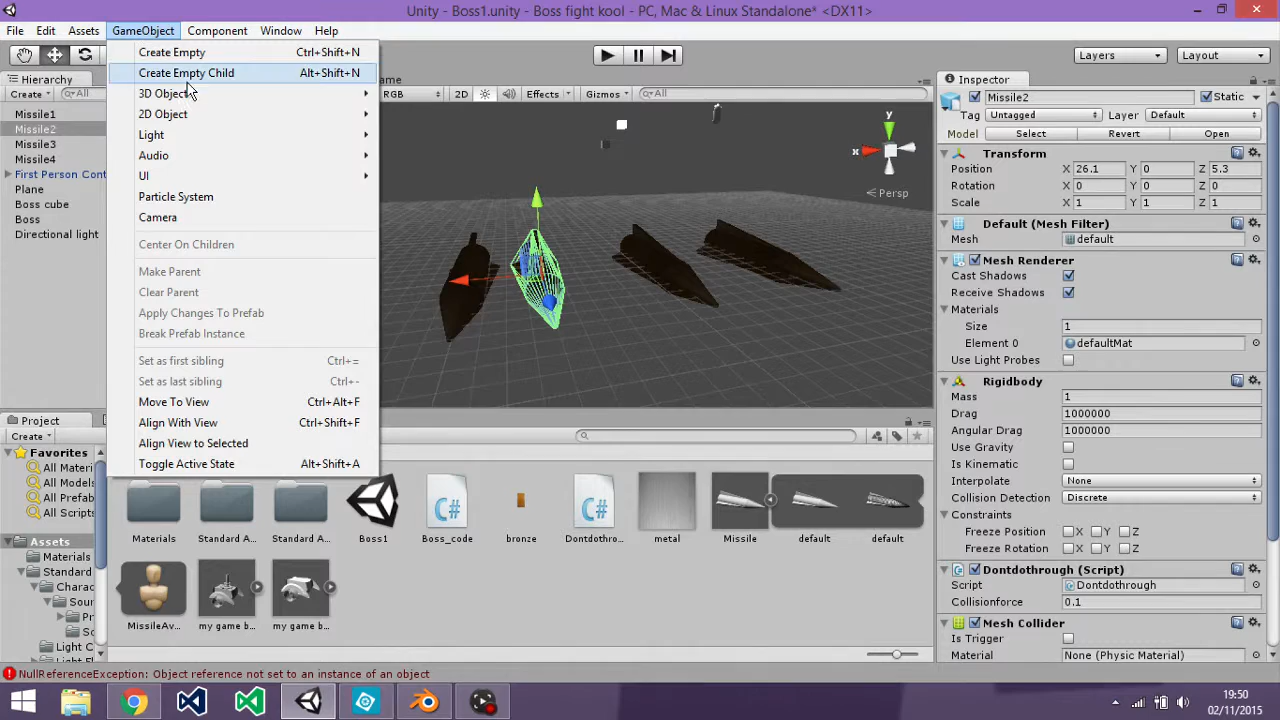 Unity - Boss1.unity - Boss fight kool - PC, Mac & Linux Standalone* <DX11>
File Edit Assets GameObject Component Window Help
Layers Layout
Hierarchy
Create All
Missile1
Missile2
Missile3
Missile4
First Person Cont
Plane
Boss cube
Boss
Directional light
Create Empty Ctrl+Shift+N
Create Empty Child Alt+Shift+N
3D Object
2D Object
Light
Audio
UI
Particle System
Camera
Center On Children
Make Parent
Clear Parent
Apply Changes To Prefab
Break Prefab Instance
Set as first sibling Ctrl+=
Set as last sibling Ctrl+-
Move To View Ctrl+Alt+F
Align With View Ctrl+Shift+F
Align View to Selected
Toggle Active State Alt+Shift+A
me
RGB 2D Effects Gizmos All
y
x
Persp
Inspector
Missile2 Static
Tag Untagged Layer Default
Model Select Revert Open
Transform
Position X 26.1 Y 0 Z 5.3
Rotation X 0 Y 0 Z 0
Scale X 1 Y 1 Z 1
Default (Mesh Filter)
Mesh default
Mesh Renderer
Cast Shadows
Receive Shadows
Materials
Size 1
Element 0 defaultMat
Use Light Probes
Rigidbody
Mass 1
Drag 1000000
Angular Drag 1000000
Use Gravity
Is Kinematic
Interpolate None
Collision Detection Discrete
Constraints
Freeze Position X Y Z
Freeze Rotation X Y Z
Dontdothrough (Script)
Script Dontdothrough
Collisionforce 0.1
Mesh Collider
Is Trigger
Material None (Physic Material)
Project
Create
Favorites
All Materi
All Models
All Prefab
All Scripts
Assets
Materials
Standard
Charac
Sour
Pr
Sc
Light C
Materials Standard A... Standard A... Boss1 Boss_code bronze Dontdothro... metal Missile default default
C# C#
MissileAv... my game b... my game b...
NullReferenceException: Object reference not set to an instance of an object
19:50
02/11/2015